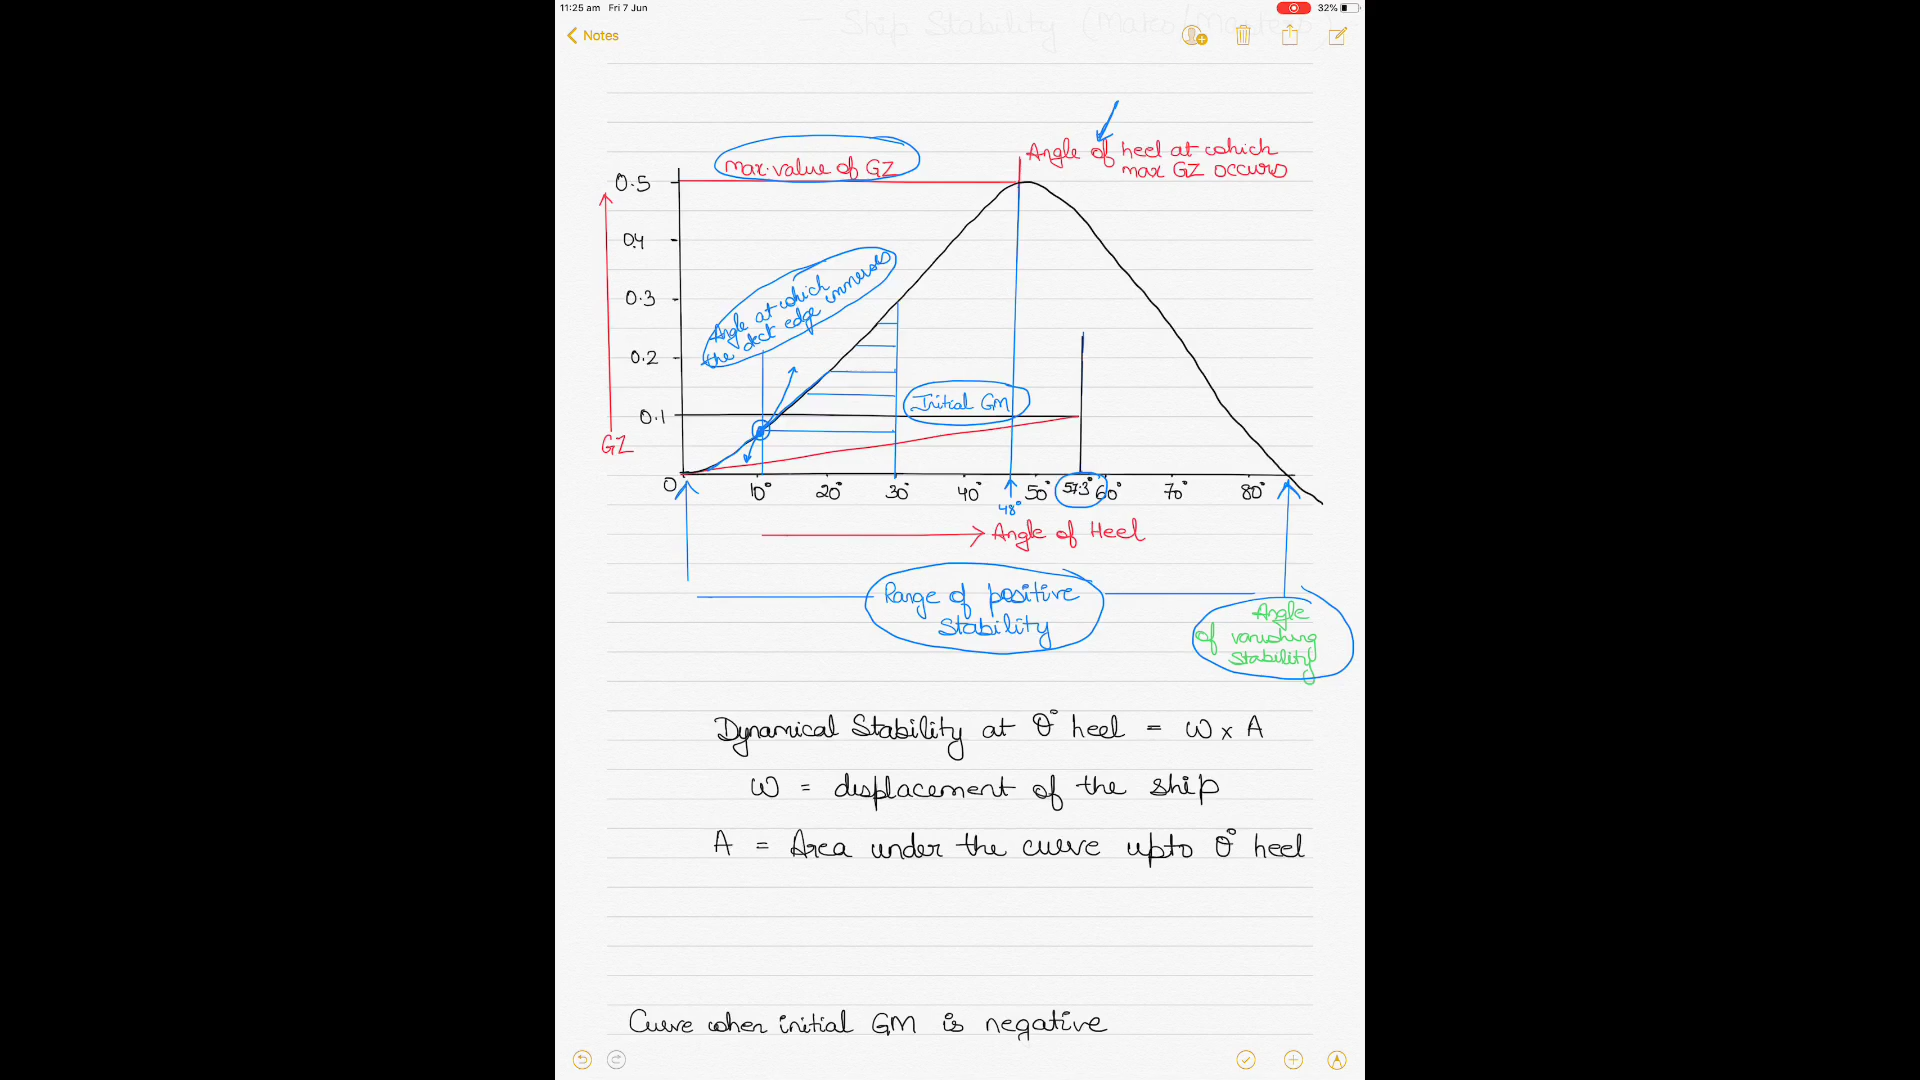 11:25 am Fri 7 Jun
32%
Ship Stability (Mates/Masters)
Notes
Angle of heel at which
max GZ occurs
max. value of GZ
0.5
0.4
0.3
0.2
0.1
GZ
Angle at which
the deck edge immerses
Initial GM
0
10°
20°
30°
40°
48°
50°
57.3°
60°
70°
80°
Angle of Heel
Range of positive
Stability
Angle
of vanishing
stability
Dynamical Stability at θ° heel = W x A
W = displacement of the ship
A = Area under the curve upto θ° heel
Curve when initial GM is negative